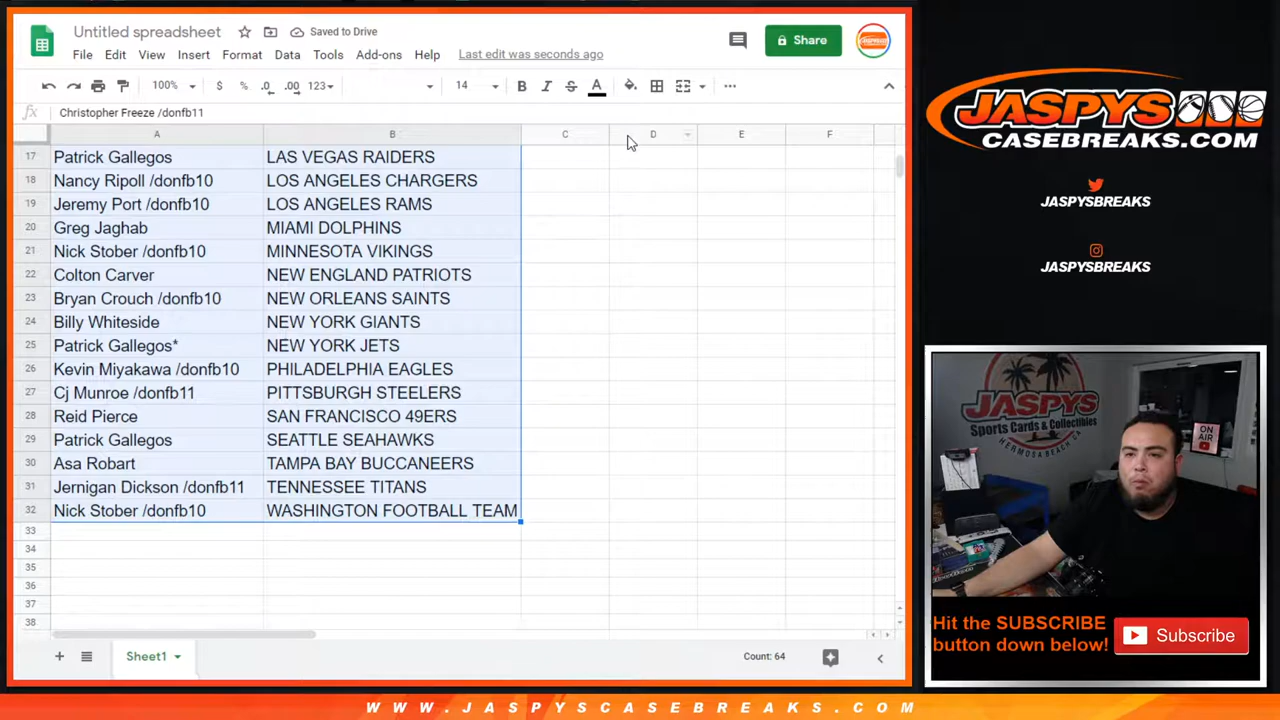 Untitled spreadsheet
Saved to Drive
File Edit View Insert Format Data Tools Add-ons Help Last edit was seconds ago
Share
100% $ % .0 .00 123 14 B I S A
fx Christopher Freeze /donfb11
A B C D E F
17 Patrick Gallegos LAS VEGAS RAIDERS
18 Nancy Ripoll /donfb10 LOS ANGELES CHARGERS
19 Jeremy Port /donfb10 LOS ANGELES RAMS
20 Greg Jaghab MIAMI DOLPHINS
21 Nick Stober /donfb10 MINNESOTA VIKINGS
22 Colton Carver NEW ENGLAND PATRIOTS
23 Bryan Crouch /donfb10 NEW ORLEANS SAINTS
24 Billy Whiteside NEW YORK GIANTS
25 Patrick Gallegos* NEW YORK JETS
26 Kevin Miyakawa /donfb10 PHILADELPHIA EAGLES
27 Cj Munroe /donfb11 PITTSBURGH STEELERS
28 Reid Pierce SAN FRANCISCO 49ERS
29 Patrick Gallegos SEATTLE SEAHAWKS
30 Asa Robart TAMPA BAY BUCCANEERS
31 Jernigan Dickson /donfb11 TENNESSEE TITANS
32 Nick Stober /donfb10 WASHINGTON FOOTBALL TEAM
33
34
35
36
37
38
Sheet1
Count: 64
JASPYS
CASEBREAKS.COM
JASPYSBREAKS
JASPYSBREAKS
JASPYS
Sports Cards & Collectibles
HERMOSA BEACH CA
ON AIR
Hit the SUBSCRIBE
button down below!
Subscribe
WWW.JASPYSCASEBREAKS.COM